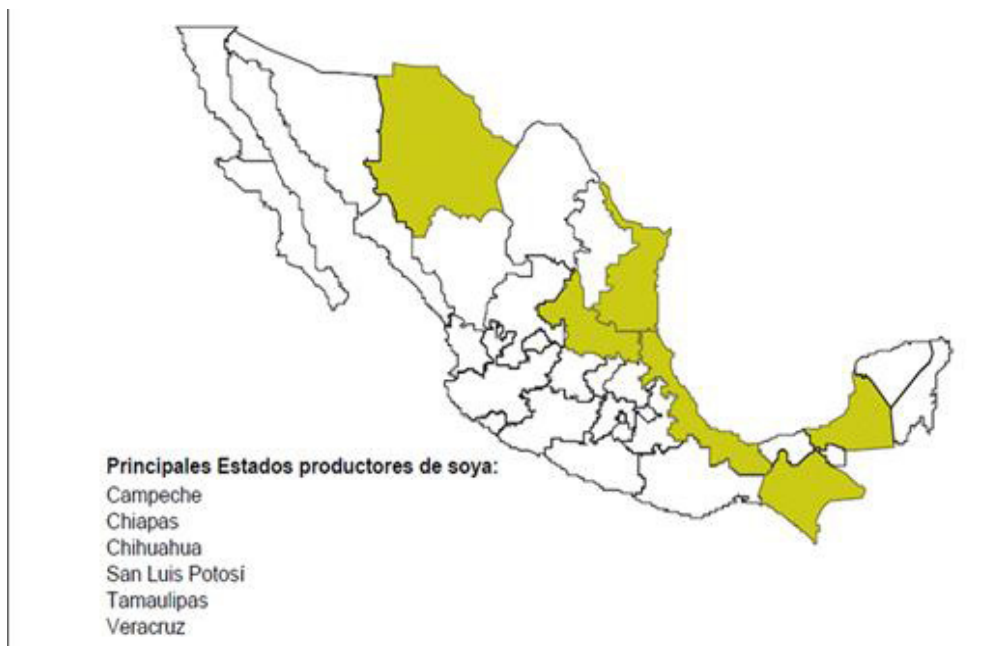 Principales Estados productores de soya:
Campeche
Chiapas
Chihuahua
San Luis Potosí
Tamaulipas
Veracruz